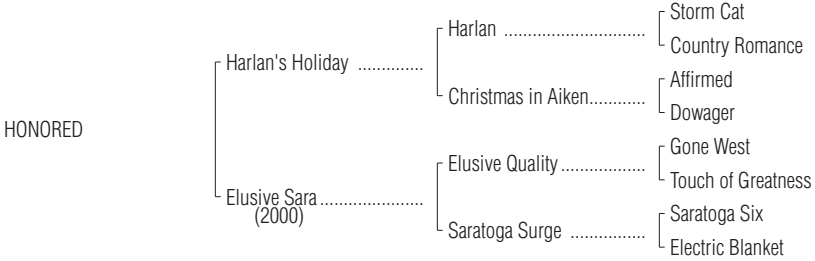 Storm Cat
Harlan ..............................
Country Romance
Harlan's Holiday ..............
Affirmed
Christmas in Aiken............
Dowager
HONORED
Gone West
Elusive Quality ..................
Touch of Greatness
Elusive Sara ......................
(2000)
Saratoga Six
Saratoga Surge ................
Electric Blanket